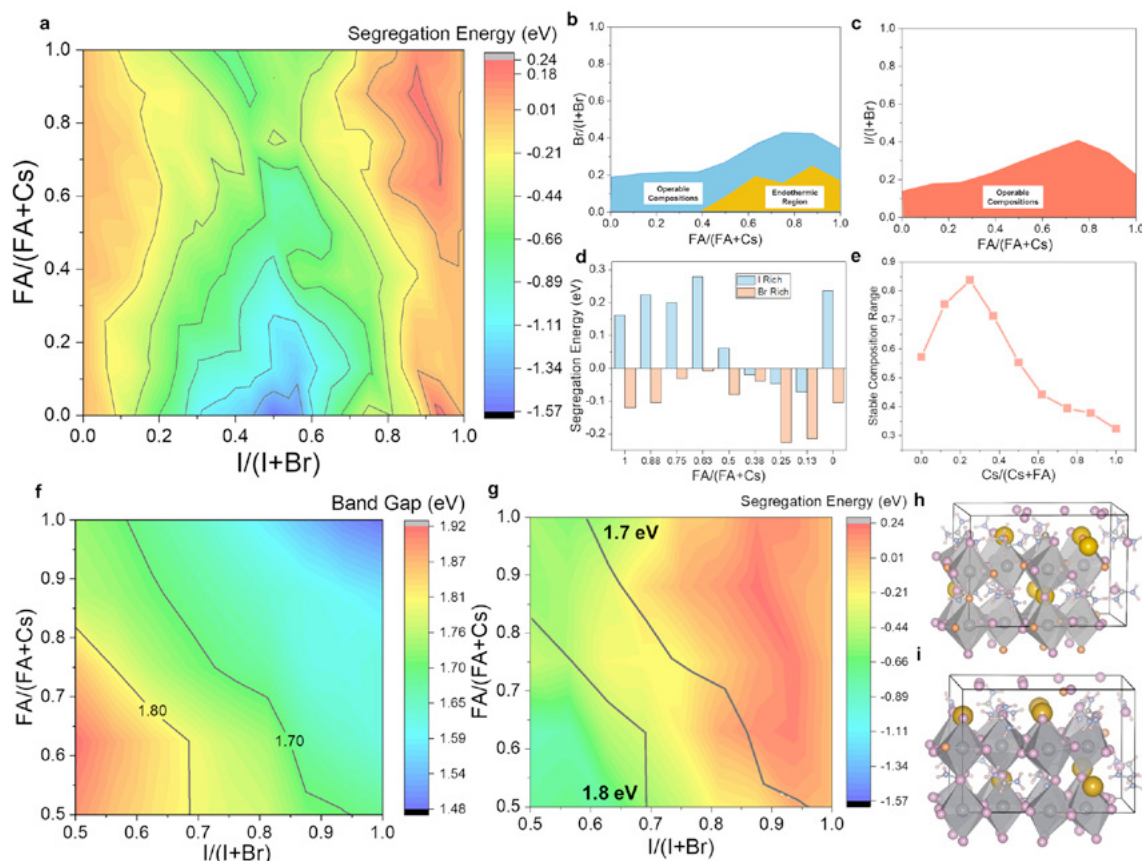 a
Segregation Energy (eV)
FA/(FA+Cs)
1.0
0.8
0.6
0.4
0.2
0.0
0.0 0.2 0.4 0.6 0.8 1.0
I/(I+Br)
0.24
0.18
0.01
-0.21
-0.44
-0.66
-0.89
-1.11
-1.34
-1.57
b
Br/(I+Br)
1.0
0.8
0.6
0.4
0.2
0.0
Operable
Compositions
Endothermic
Region
0.0 0.2 0.4 0.6 0.8 1.0
FA/(FA+Cs)
c
I/(I+Br)
1.0
0.8
0.6
0.4
0.2
0.0
Operable
Compositions
0.0 0.2 0.4 0.6 0.8 1.0
FA/(FA+Cs)
d
Segregation Energy (eV)
0.3
0.2
0.1
0.0
-0.1
-0.2
I Rich
Br Rich
1 0.88 0.75 0.63 0.5 0.38 0.25 0.13 0
FA/(FA+Cs)
e
Stable Composition Range
0.9
0.8
0.7
0.6
0.5
0.4
0.3
0.0 0.2 0.4 0.6 0.8 1.0
Cs/(Cs+FA)
f
Band Gap (eV)
FA/(FA+Cs)
1.0
0.9
0.8
0.7
0.6
0.5
1.80
1.70
0.5 0.6 0.7 0.8 0.9 1.0
I/(I+Br)
1.92
1.91
1.86
1.81
1.76
1.70
1.65
1.60
1.54
1.48
g
Segregation Energy (eV)
FA/(FA+Cs)
1.0
0.9
0.8
0.7
0.6
0.5
1.7 eV
1.8 eV
0.5 0.6 0.7 0.8 0.9 1.0
I/(I+Br)
0.24
0.01
-0.21
-0.44
-0.66
-0.89
-1.11
-1.34
-1.57
h
i